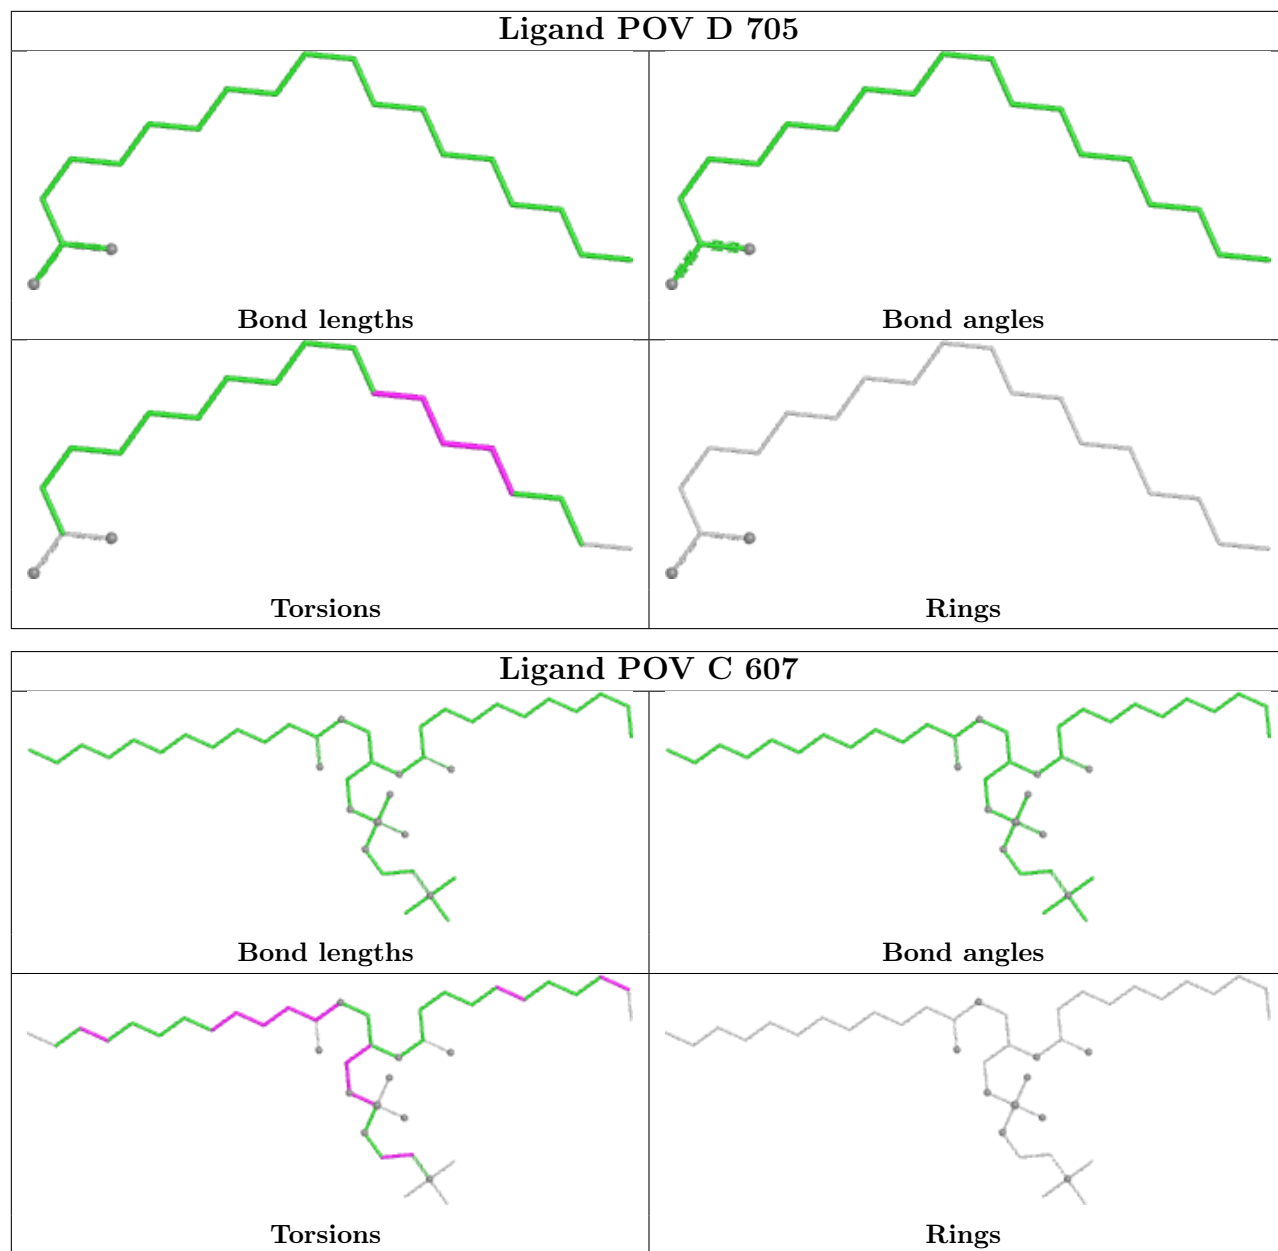 Ligand POV D 705
Bond lengths
Bond angles
Torsions
Rings
Ligand POV C 607
Bond lengths
Bond angles
Torsions
Rings